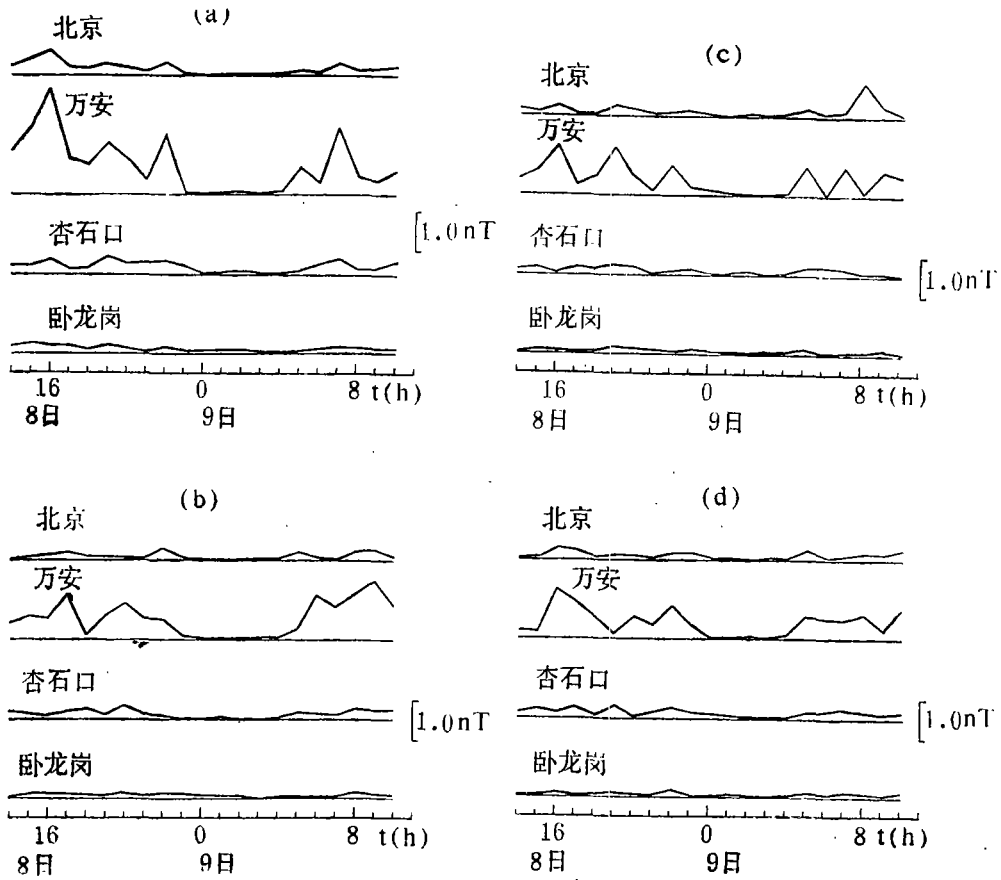 (a)
北京
万安
杏石口
[1.0nT
卧龙岗
16 0 8 t(h)
8日 9日
(c)
北京
万安
杏石口
[1.0nT
卧龙岗
16 0 8 t(h)
8日 9日
(b)
北京
万安
杏石口
[1.0nT
卧龙岗
16 0 8 t(h)
8日 9日
(d)
北京
万安
杏石口
[1.0nT
卧龙岗
16 0 8 t(h)
8日 9日